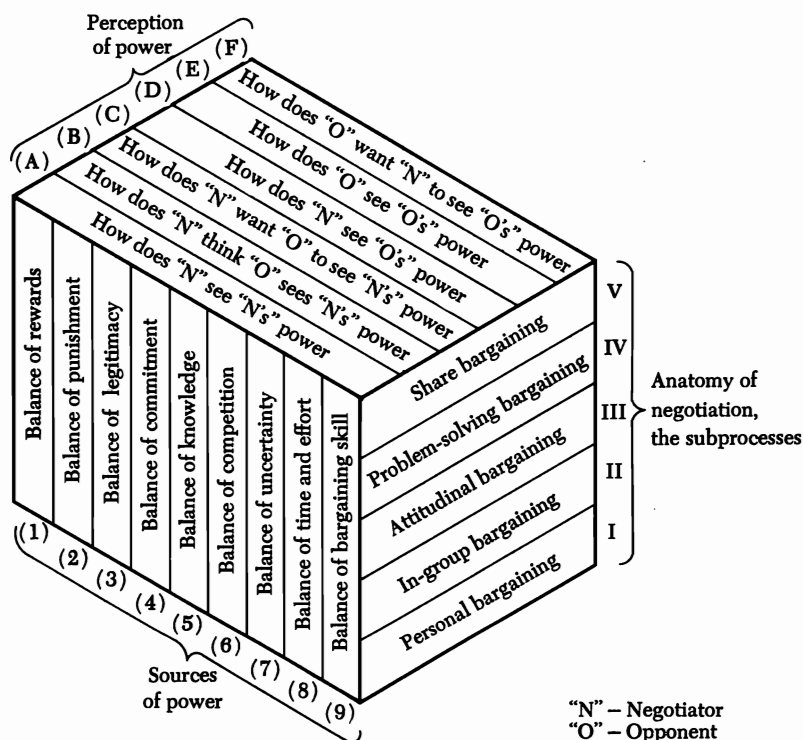 Perception
of power
(A)
(B)
(C)
(D)
(E)
(F)
How does "O" want "N" to see "O's" power
How does "O" see "O's" power
How does "N" see "O's" power
How does "N" want "O" to see "N's" power
How does "N" think "O" sees "N's" power
How does "N" see "N's" power
Balance of rewards
Balance of punishment
Balance of legitimacy
Balance of commitment
Balance of knowledge
Balance of competition
Balance of uncertainty
Balance of time and effort
Balance of bargaining skill
(1)
(2)
(3)
(4)
(5)
(6)
(7)
(8)
(9)
Sources
of power
Share bargaining
Problem-solving bargaining
Attitudinal bargaining
In-group bargaining
Personal bargaining
V
IV
III
II
I
Anatomy of
negotiation,
the subprocesses
"N" – Negotiator
"O" – Opponent